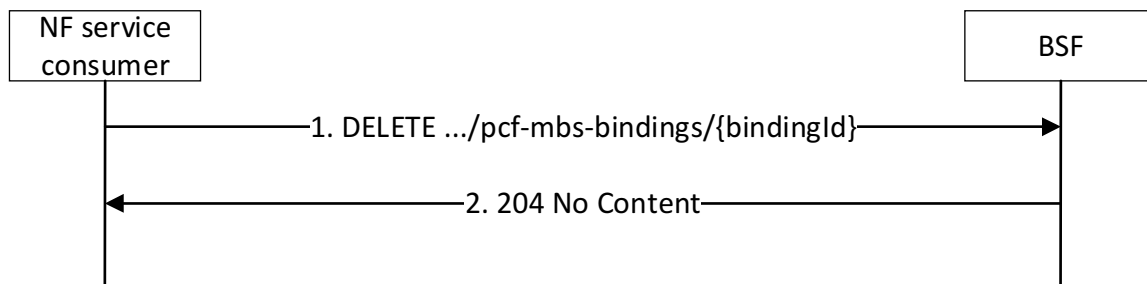 NF service
consumer
BSF
1. DELETE .../pcf-mbs-bindings/{bindingId}
2. 204 No Content